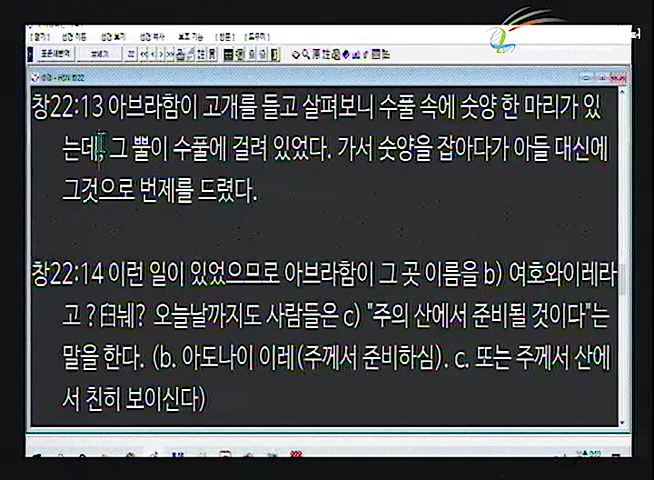 창22:13 아브라함이 고개를 들고 살펴보니 수풀 속에 숫양 한 마리가 있
는데, 그 뿔이 수풀에 걸려 있었다. 가서 숫양을 잡아다가 아들 대신에
그것으로 번제를 드렸다.
창22:14 이런 일이 있었으므로 아브라함이 그 곳 이름을 b) 여호와이레라
고 ?臼눼? 오늘날까지도 사람들은 c) "주의 산에서 준비될 것이다"는
말을 한다. (b. 아도나이 이레(주께서 준비하심). c. 또는 주께서 산에
서 친히 보이신다)